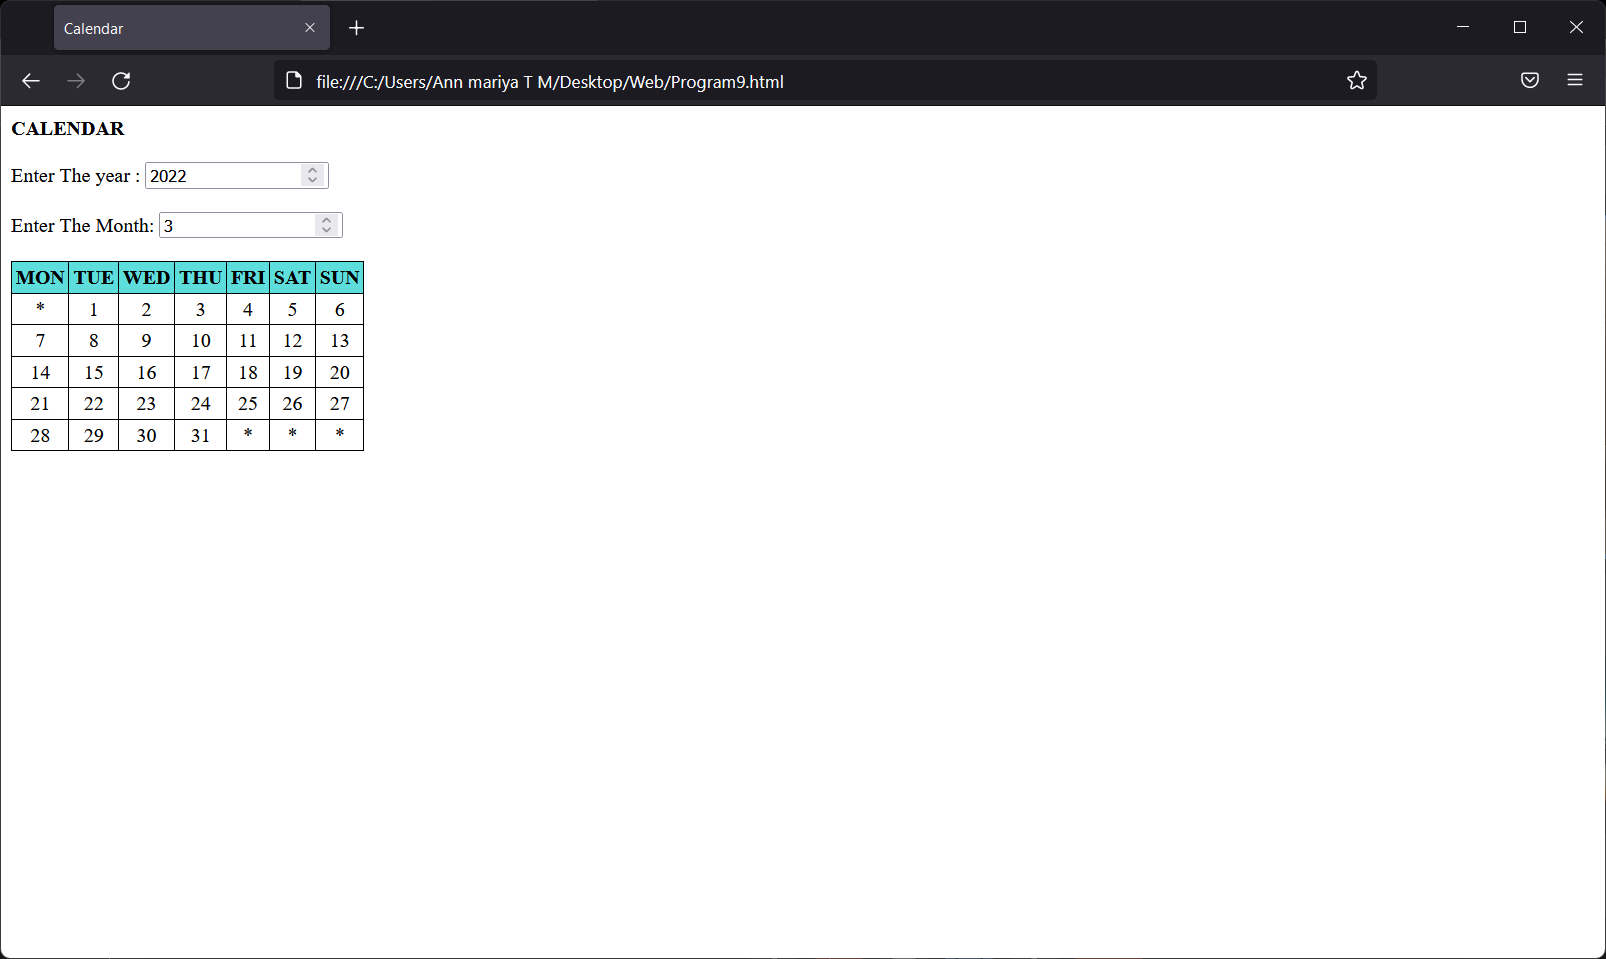 Calendar
file:///C:/Users/Ann mariya T M/Desktop/Web/Program9.html
CALENDAR
Enter The year : 2022
Enter The Month: 3
MON TUE WED THU FRI SAT SUN
* 1 2 3 4 5 6
7 8 9 10 11 12 13
14 15 16 17 18 19 20
21 22 23 24 25 26 27
28 29 30 31 * * *